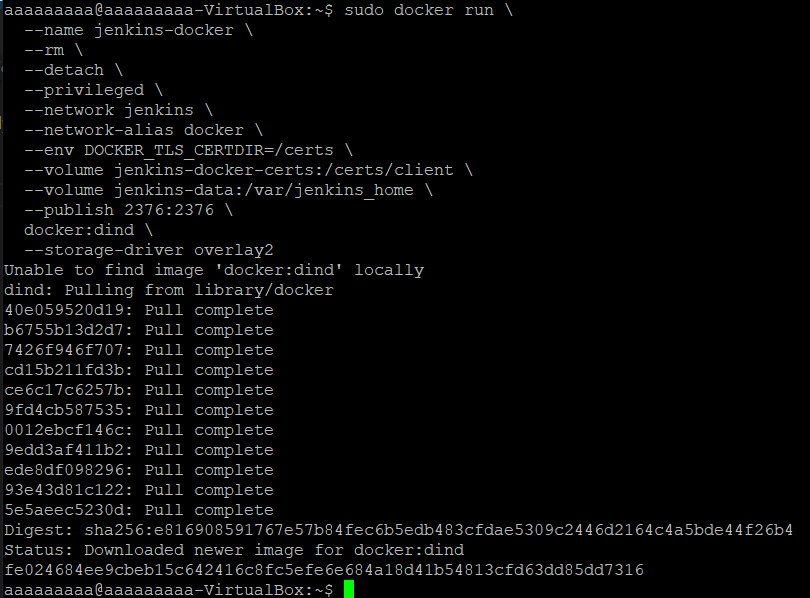 aaaaaaaaa@aaaaaaaaa-VirtualBox:~$ sudo docker run \
  --name jenkins-docker \
  --rm \
  --detach \
  --privileged \
  --network jenkins \
  --network-alias docker \
  --env DOCKER_TLS_CERTDIR=/certs \
  --volume jenkins-docker-certs:/certs/client \
  --volume jenkins-data:/var/jenkins_home \
  --publish 2376:2376 \
  docker:dind \
  --storage-driver overlay2
Unable to find image 'docker:dind' locally
dind: Pulling from library/docker
40e059520d19: Pull complete
b6755b13d2d7: Pull complete
7426f946f707: Pull complete
cd15b211fd3b: Pull complete
ce6c17c6257b: Pull complete
9fd4cb587535: Pull complete
0012ebcf146c: Pull complete
9edd3af411b2: Pull complete
ede8df098296: Pull complete
93e43d81c122: Pull complete
5e5aeec5230d: Pull complete
Digest: sha256:e816908591767e57b84fec6b5edb483cfdae5309c2446d2164c4a5bde44f26b4
Status: Downloaded newer image for docker:dind
fe024684ee9cbeb15c642416c8fc5efe6e684a18d41b54813cfd63dd85dd7316
aaaaaaaaa@aaaaaaaaa-VirtualBox:~$